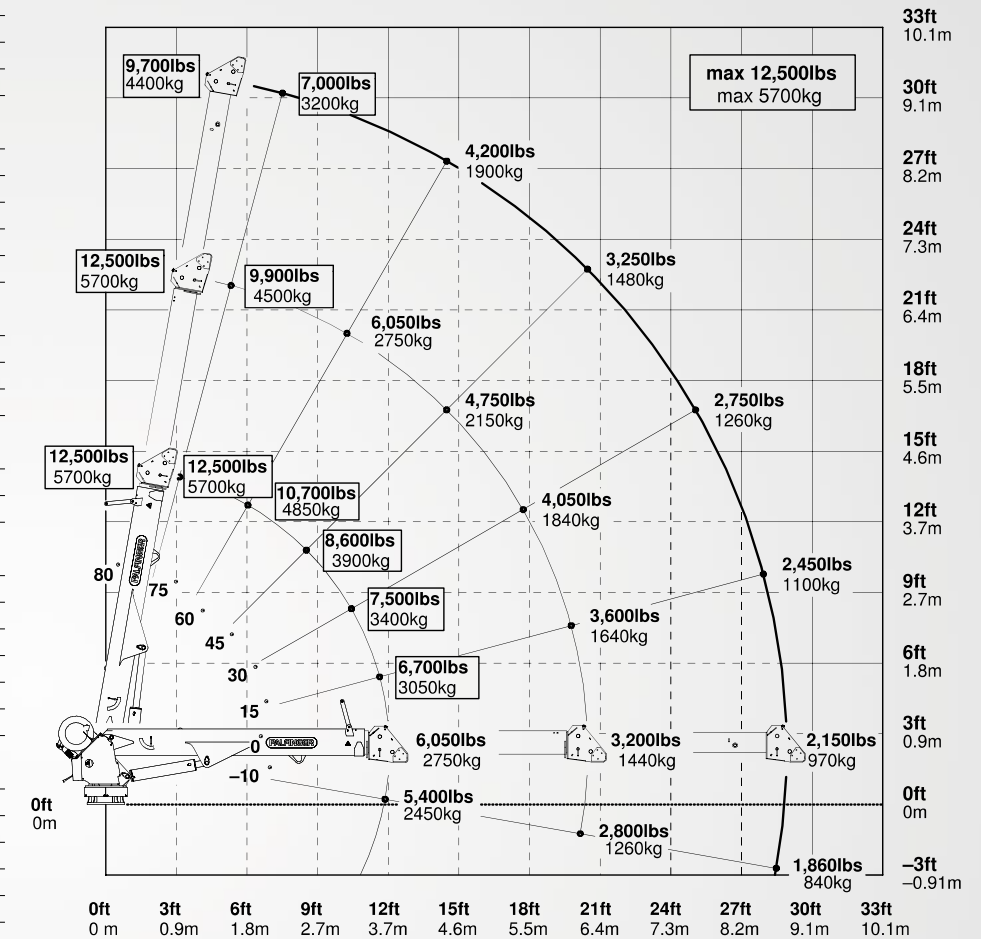 33ft
10.1m
9,700lbs
4400kg
7,000lbs
3200kg
max 12,500lbs
max 5700kg
30ft
9.1m
4,200lbs
1900kg
27ft
8.2m
24ft
7.3m
12,500lbs
5700kg
9,900lbs
4500kg
3,250lbs
1480kg
21ft
6.4m
6,050lbs
2750kg
18ft
5.5m
4,750lbs
2150kg
2,750lbs
1260kg
15ft
4.6m
12,500lbs
5700kg
12,500lbs
5700kg
10,700lbs
4850kg
4,050lbs
1840kg
12ft
3.7m
8,600lbs
3900kg
PALFINGER
80
75
2,450lbs
1100kg
9ft
2.7m
7,500lbs
3400kg
60
45
3,600lbs
1640kg
30
6,700lbs
3050kg
6ft
1.8m
15
0
PALFINGER
6,050lbs
2750kg
3,200lbs
1440kg
2,150lbs
970kg
3ft
0.9m
–10
0ft
0m
5,400lbs
2450kg
0ft
0m
2,800lbs
1260kg
1,860lbs
840kg
–3ft
–0.91m
0ft 3ft 6ft 9ft 12ft 15ft 18ft 21ft 24ft 27ft 30ft 33ft
0 m 0.9m 1.8m 2.7m 3.7m 4.6m 5.5m 6.4m 7.3m 8.2m 9.1m 10.1m